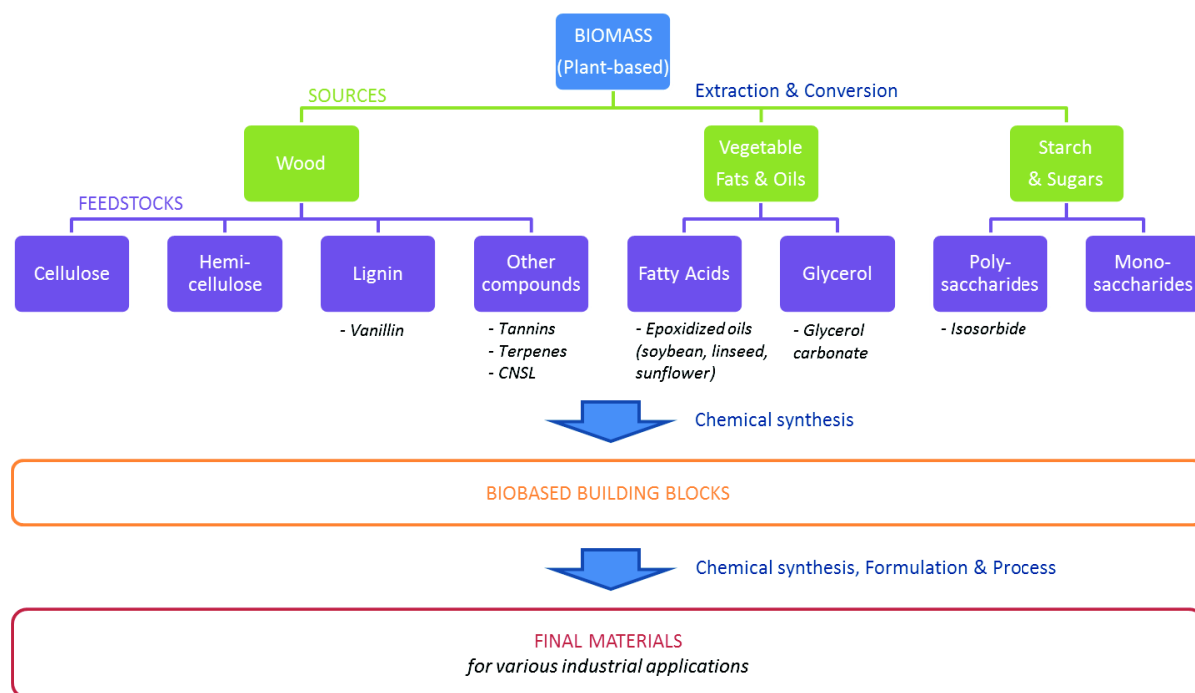 BIOMASS
(Plant-based)
SOURCES
Extraction & Conversion
Wood
Vegetable
Fats & Oils
Starch
& Sugars
FEEDSTOCKS
Cellulose
Hemi-
cellulose
Lignin
Other
compounds
Fatty Acids
Glycerol
Poly-
saccharides
Mono-
saccharides
- Vanillin
- Tannins
- Terpenes
- CNSL
- Epoxidized oils
(soybean, linseed,
sunflower)
- Glycerol
carbonate
- Isosorbide
Chemical synthesis
BIOBASED BUILDING BLOCKS
Chemical synthesis, Formulation & Process
FINAL MATERIALS
for various industrial applications